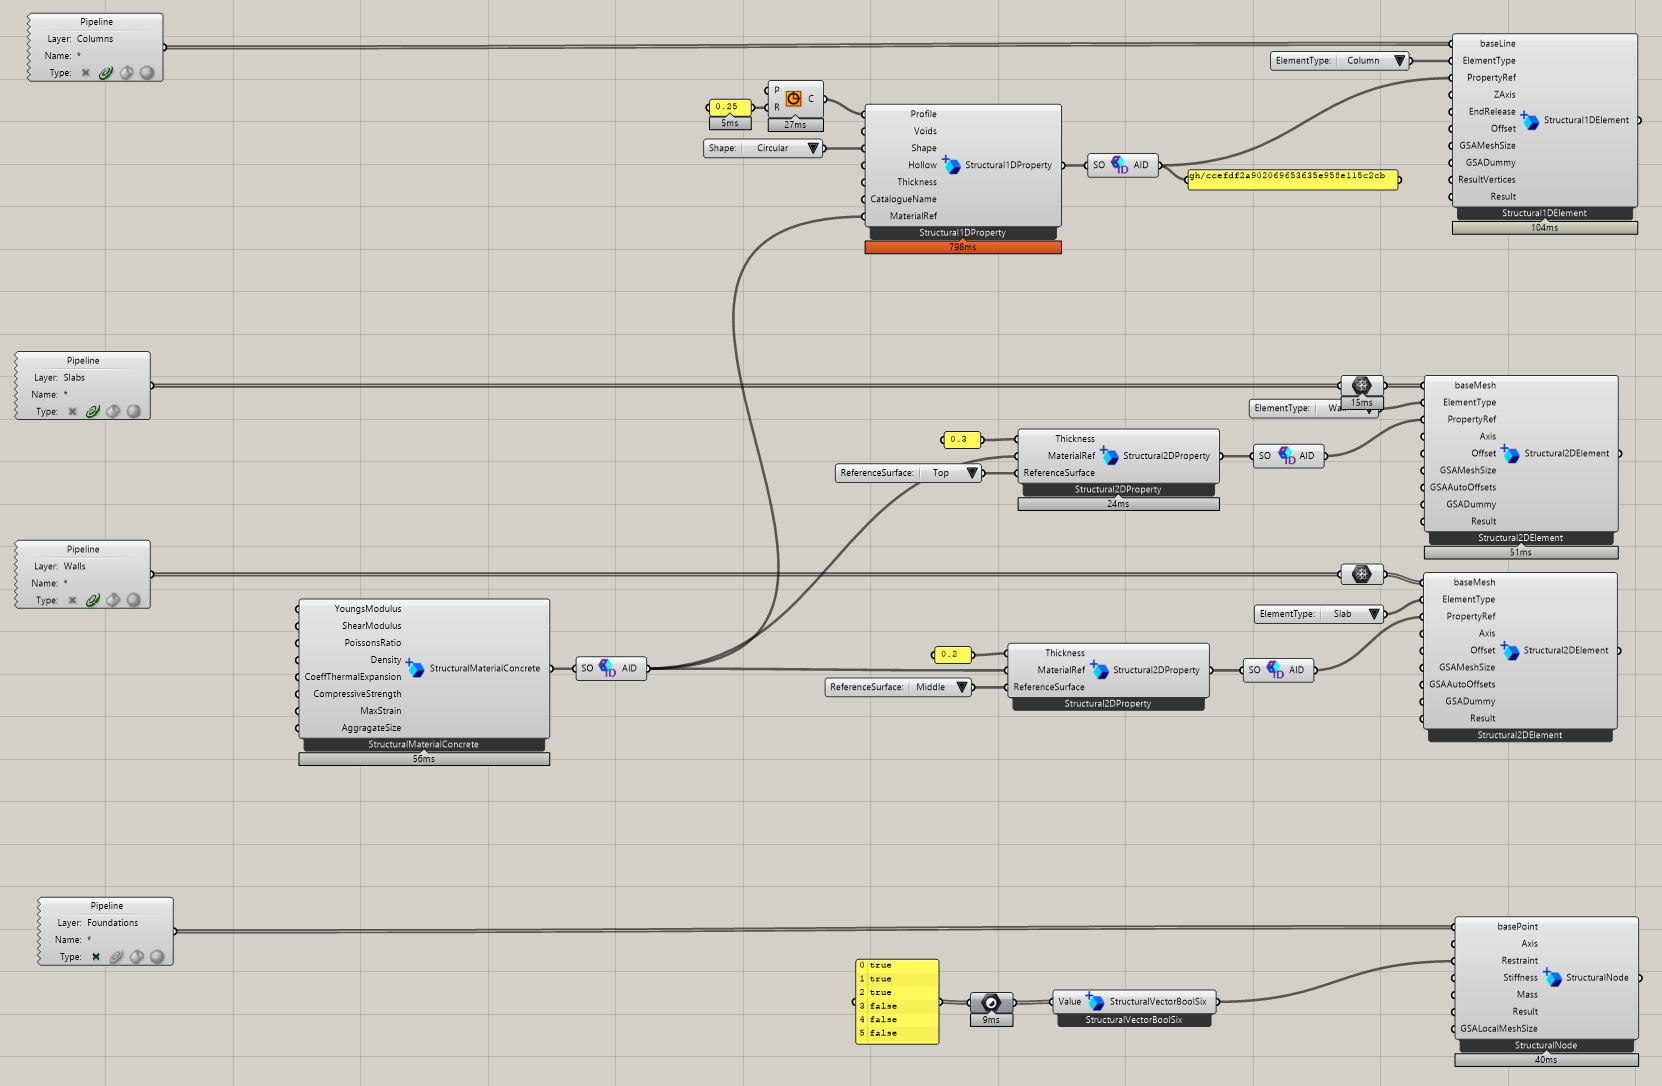 Pipeline
Layer: Columns
Name: *
Type:
0.25
5ms
P
R
C
27ms
Shape: Circular
Profile
Voids
Shape
Hollow
Thickness
CatalogueName
MaterialRef
Structural1DProperty
Structural1DProperty
798ms
SO AID
gh/ccefdf2a902069653635e958e115c2cb
ElementType: Column
baseLine
ElementType
PropertyRef
ZAxis
EndRelease
Offset
GSAMeshSize
GSADummy
ResultVertices
Result
Structural1DElement
Structural1DElement
104ms
Pipeline
Layer: Slabs
Name: *
Type:
15ms
ElementType:
0.3
ReferenceSurface: Top
Thickness
MaterialRef
ReferenceSurface
Structural2DProperty
Structural2DProperty
24ms
SO AID
baseMesh
ElementType
PropertyRef
Axis
Offset
GSAMeshSize
GSAAutoOffsets
GSADummy
Result
Structural2DElement
Structural2DElement
51ms
Pipeline
Layer: Walls
Name: *
Type:
YoungsModulus
ShearModulus
PoissonsRatio
Density
CoeffThermalExpansion
CompressiveStrength
MaxStrain
AggragateSize
StructuralMaterialConcrete
StructuralMaterialConcrete
56ms
SO AID
0.2
ReferenceSurface: Middle
Thickness
MaterialRef
ReferenceSurface
Structural2DProperty
Structural2DProperty
SO AID
ElementType: Slab
baseMesh
ElementType
PropertyRef
Axis
Offset
GSAMeshSize
GSAAutoOffsets
GSADummy
Result
Structural2DElement
Structural2DElement
Pipeline
Layer: Foundations
Name: *
Type:
0 true
1 true
2 true
3 false
4 false
5 false
9ms
Value StructuralVectorBoolSix
StructuralVectorBoolSix
basePoint
Axis
Restraint
Stiffness
Mass
Result
GSALocalMeshSize
StructuralNode
StructuralNode
40ms